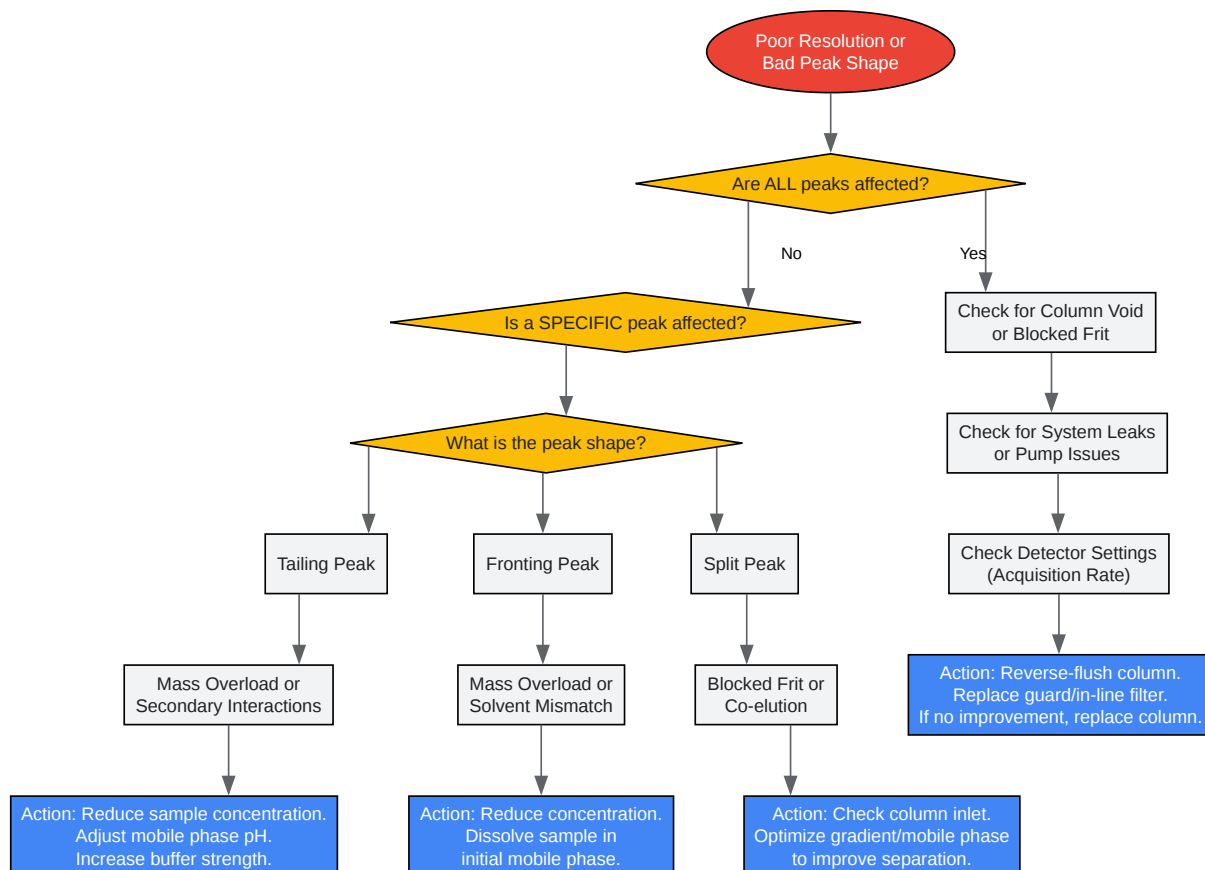 Poor Resolution or
Bad Peak Shape
Are ALL peaks affected?
No
Yes
Is a SPECIFIC peak affected?
Check for Column Void
or Blocked Frit
What is the peak shape?
Check for System Leaks
or Pump Issues
Tailing Peak
Fronting Peak
Split Peak
Check Detector Settings
(Acquisition Rate)
Mass Overload or
Secondary Interactions
Mass Overload or
Solvent Mismatch
Blocked Frit or
Co-elution
Action: Reverse-flush column.
Replace guard/in-line filter.
If no improvement, replace column.
Action: Reduce sample concentration.
Adjust mobile phase pH.
Increase buffer strength.
Action: Reduce concentration.
Dissolve sample in
initial mobile phase.
Action: Check column inlet.
Optimize gradient/mobile phase
to improve separation.